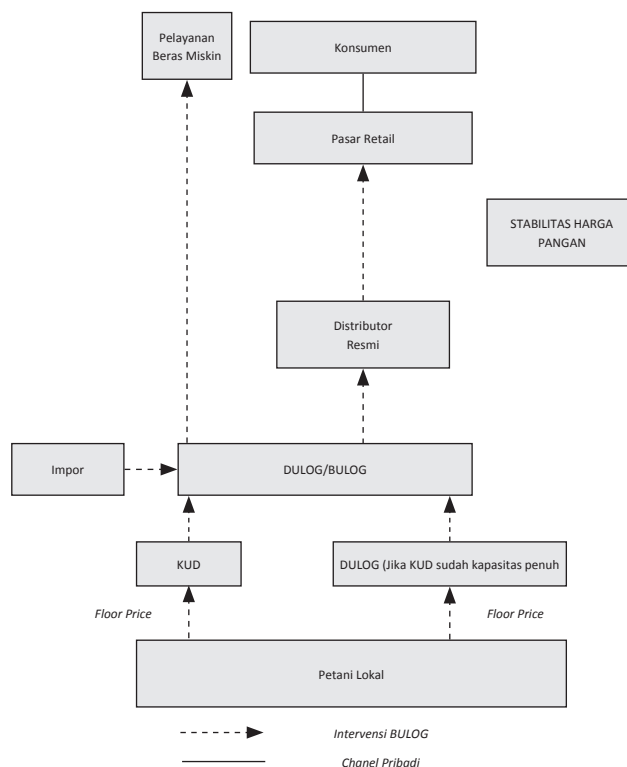 Pelayanan
Beras Miskin
Konsumen
Pasar Retail
STABILITAS HARGA
PANGAN
Distributor
Resmi
Impor
DULOG/BULOG
KUD
DULOG (Jika KUD sudah kapasitas penuh
Floor Price
Floor Price
Petani Lokal
Intervensi BULOG
Chanel Pribadi